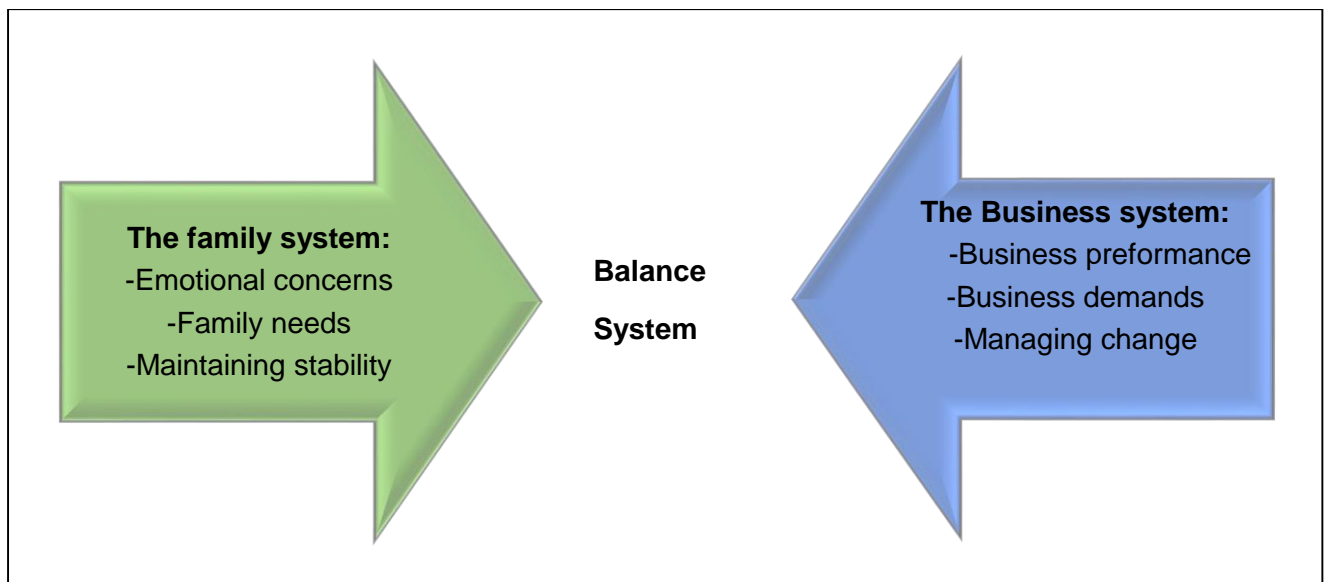 The family system:
-Emotional concerns
-Family needs
-Maintaining stability
Balance
System
The Business system:
-Business preformance
-Business demands
-Managing change